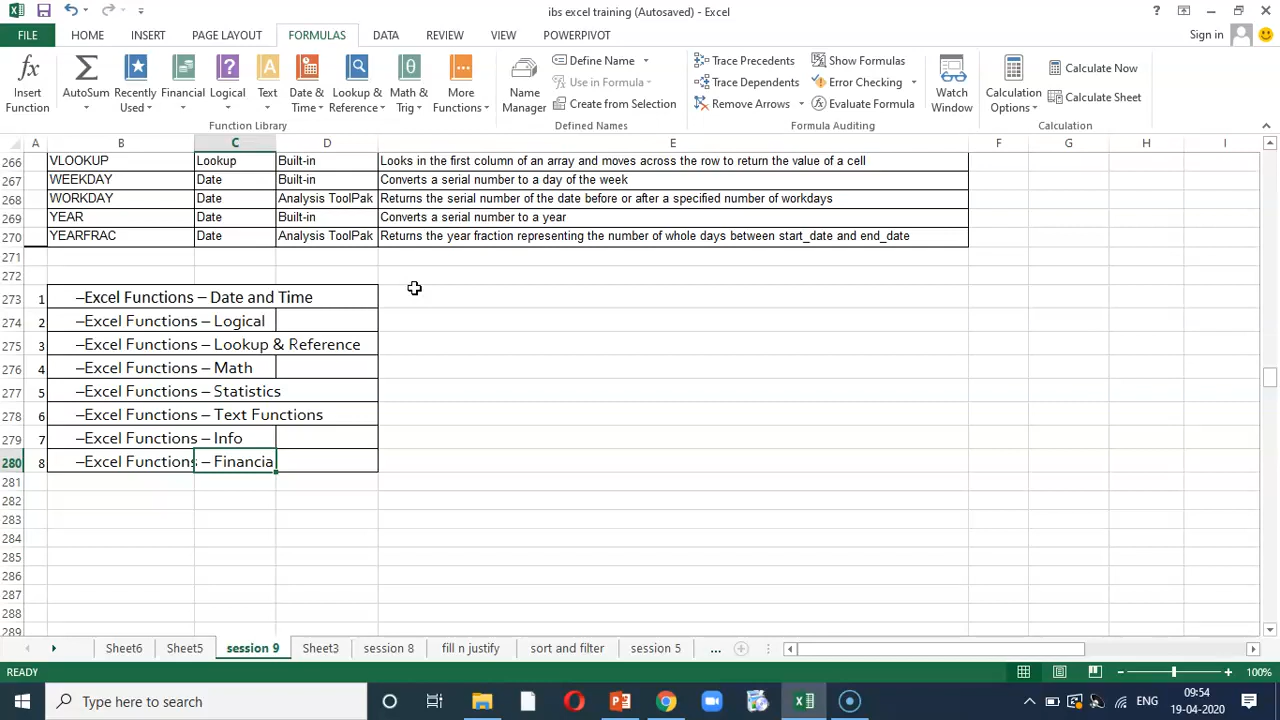 ibs excel training (Autosaved) - Excel
FILE HOME INSERT PAGE LAYOUT FORMULAS DATA REVIEW VIEW POWERPIVOT Sign in
Insert Function
AutoSum
Recently Used
Financial
Logical
Text
Date & Time
Lookup & Reference
Math & Trig
More Functions
Function Library
Name Manager
Define Name
Use in Formula
Create from Selection
Defined Names
Trace Precedents
Trace Dependents
Remove Arrows
Show Formulas
Error Checking
Evaluate Formula
Formula Auditing
Watch Window
Calculation Options
Calculate Now
Calculate Sheet
Calculation
A B C D E F G H I
266 VLOOKUP Lookup Built-in Looks in the first column of an array and moves across the row to return the value of a cell
267 WEEKDAY Date Built-in Converts a serial number to a day of the week
268 WORKDAY Date Analysis ToolPak Returns the serial number of the date before or after a specified number of workdays
269 YEAR Date Built-in Converts a serial number to a year
270 YEARFRAC Date Analysis ToolPak Returns the year fraction representing the number of whole days between start_date and end_date
271
272
273 1 –Excel Functions – Date and Time
274 2 –Excel Functions – Logical
275 3 –Excel Functions – Lookup & Reference
276 4 –Excel Functions – Math
277 5 –Excel Functions – Statistics
278 6 –Excel Functions – Text Functions
279 7 –Excel Functions – Info
280 8 –Excel Functions – Financial
281
282
283
284
285
286
287
288
289
Sheet6 Sheet5 session 9 Sheet3 session 8 fill n justify sort and filter session 5 ...
READY 100%
Type here to search
ENG
09:54
19-04-2020